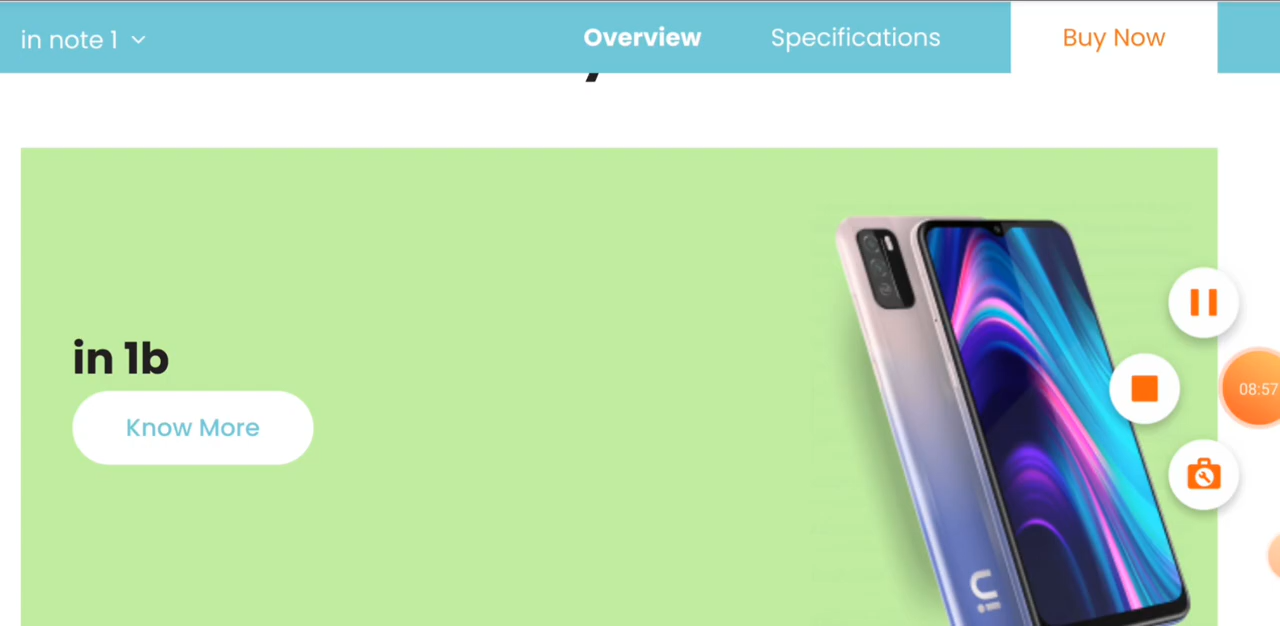 in note 1
Overview
Specifications
Buy Now
in 1b
Know More
08:57